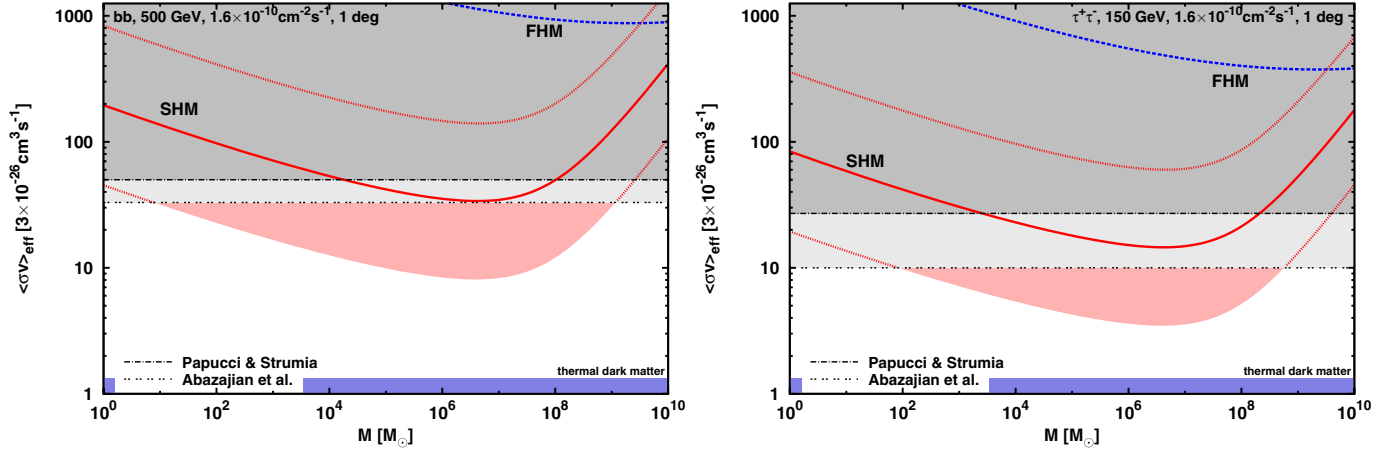 bb, 500 GeV, 1.6×10⁻¹⁰cm⁻²s⁻¹, 1 deg
FHM
SHM
Papucci & Strumia
Abazajian et al.
thermal dark matter
<σv>eff [3×10⁻²⁶cm³s⁻¹]
1000
100
10
1
10⁰
10²
10⁴
10⁶
10⁸
10¹⁰
M [M☉]
τ⁺τ⁻, 150 GeV, 1.6×10⁻¹⁰cm⁻²s⁻¹, 1 deg
FHM
SHM
Papucci & Strumia
Abazajian et al.
thermal dark matter
<σv>eff [3×10⁻²⁶cm³s⁻¹]
1000
100
10
1
10⁰
10²
10⁴
10⁶
10⁸
10¹⁰
M [M☉]